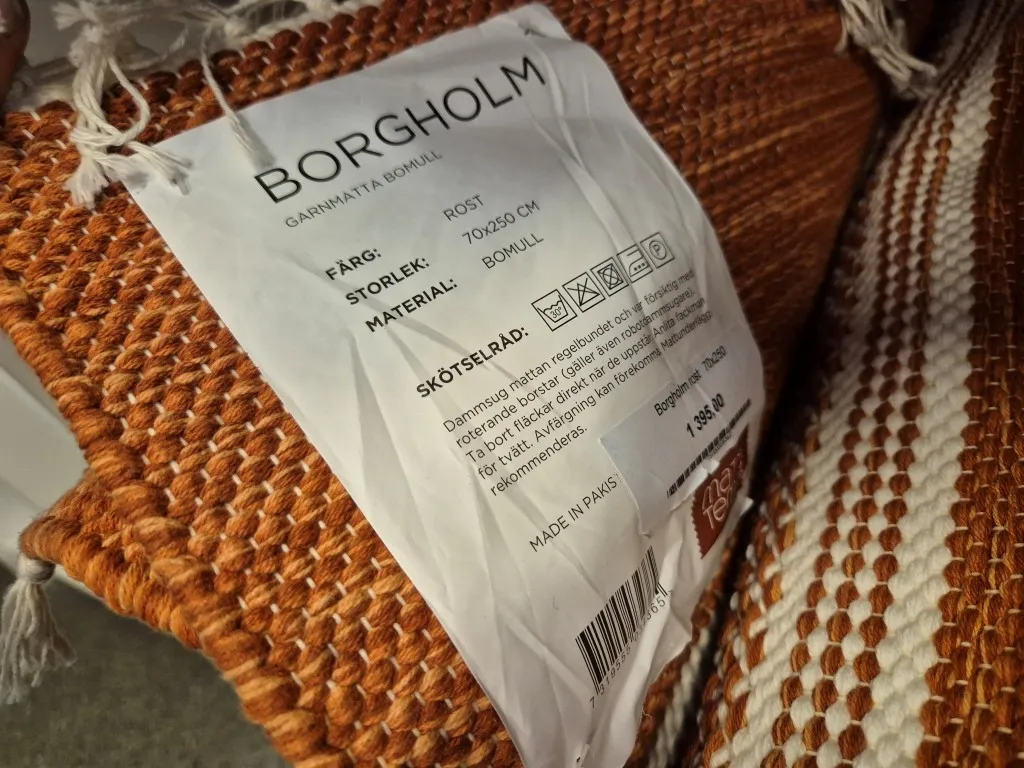 BORGHOLM
GARNMATTA BOMULL
FÄRG: ROST
STORLEK: 70x250 CM
MATERIAL: BOMULL
SKÖTSELRÅD: 30° P
Dammsug mattan regelbundet och var försiktig med
roterande borstar (gäller även robotdammsugare).
Ta bort fläckar direkt när de uppstår. Anlita fackman
för tvätt. Avfärgning kan förekomma. Mattunderlägg
rekommenderas.
Borgholm rost 70x250
1 395,00
MADE IN PAKIS